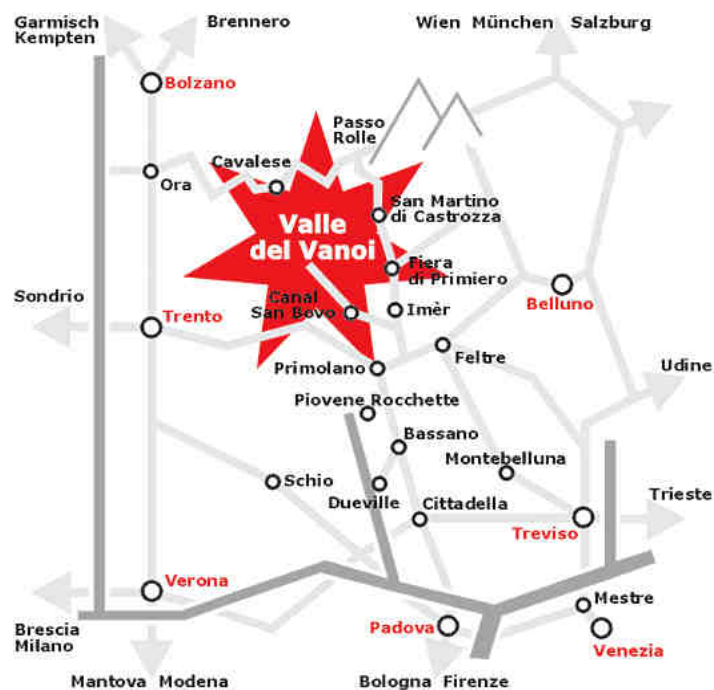 Garmisch
Kempten
Brennero
Wien München Salzburg
Bolzano
Passo
Rolle
Cavalese
Ora
San Martino
di Castrozza
Valle
del Vanoi
Fiera
di Primiero
Sondrio
Canal
San Bovo
Imèr
Belluno
Trento
Feltre
Primolano
Udine
Piovene Rocchette
Bassano
Montebelluna
Schio
Dueville
Cittadella
Trieste
Treviso
Verona
Mestre
Brescia
Milano
Padova
Venezia
Mantova Modena
Bologna Firenze